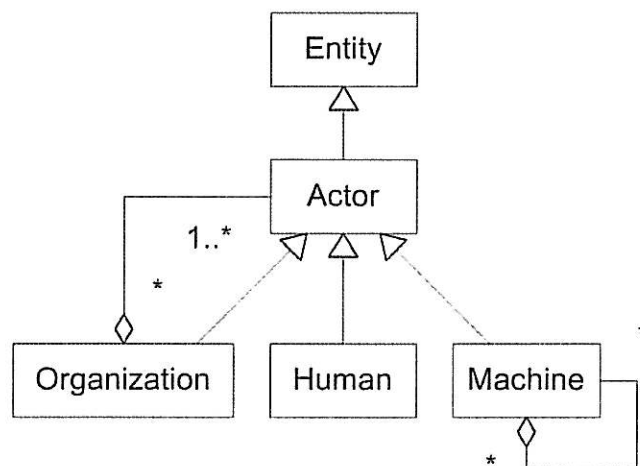 Entity
Actor
1..*
*
Organization
Human
Machine
*